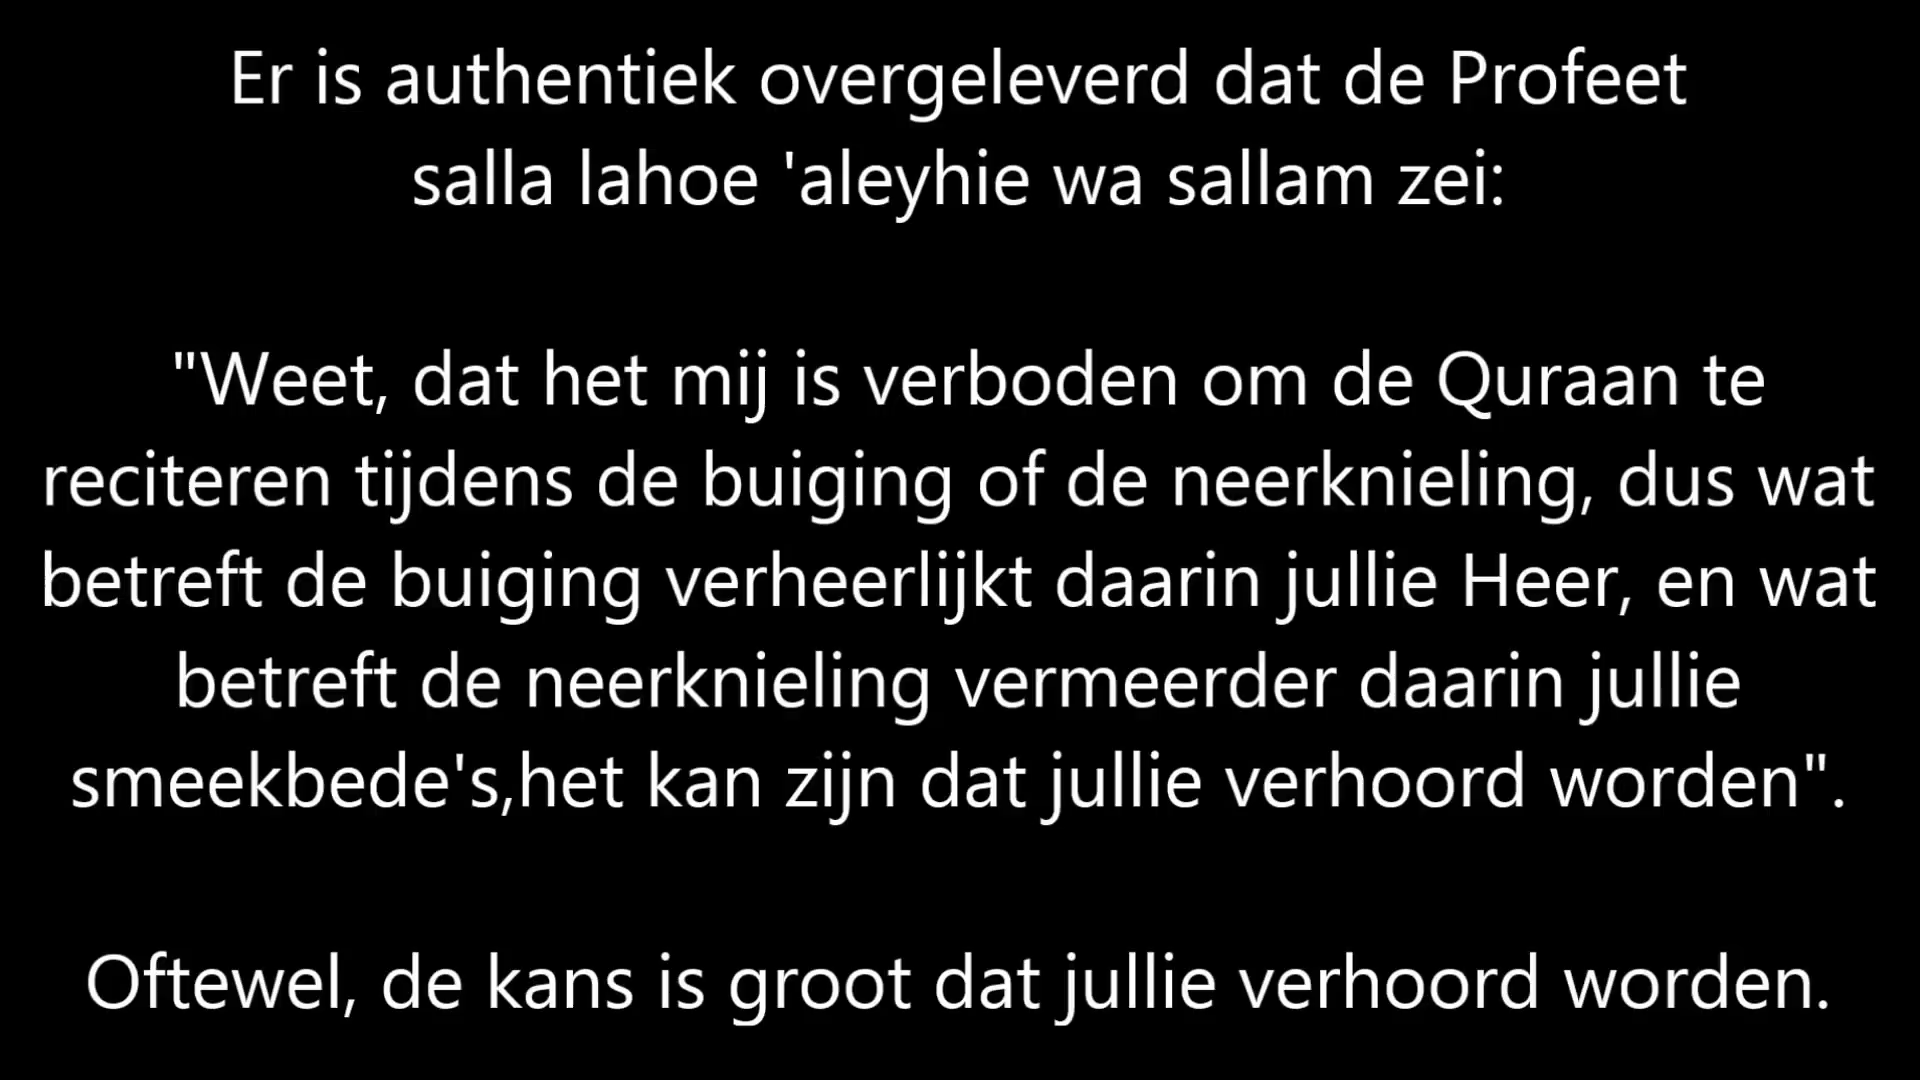 Er is authentiek overgeleverd dat de Profeet
salla lahoe 'aleyhie wa sallam zei:
"Weet, dat het mij is verboden om de Quraan te
reciteren tijdens de buiging of de neerknieling, dus wat
betreft de buiging verheerlijkt daarin jullie Heer, en wat
betreft de neerknieling vermeerder daarin jullie
smeekbede's,het kan zijn dat jullie verhoord worden".
Oftewel, de kans is groot dat jullie verhoord worden.